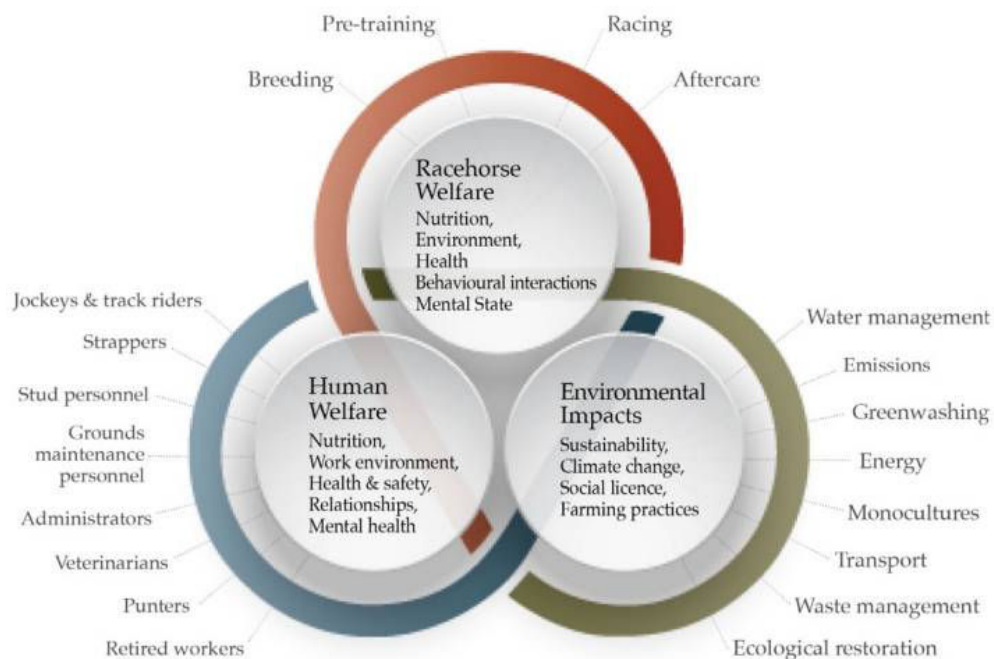 Pre-training
Racing
Breeding
Aftercare
Racehorse
Welfare
Nutrition,
Environment,
Health
Behavioural interactions
Mental State
Jockeys & track riders
Strappers
Stud personnel
Grounds
maintenance
personnel
Administrators
Veterinarians
Punters
Retired workers
Human
Welfare
Nutrition,
Work environment,
Health & safety,
Relationships,
Mental health
Environmental
Impacts
Sustainability,
Climate change,
Social licence,
Farming practices
Water management
Emissions
Greenwashing
Energy
Monocultures
Transport
Waste management
Ecological restoration